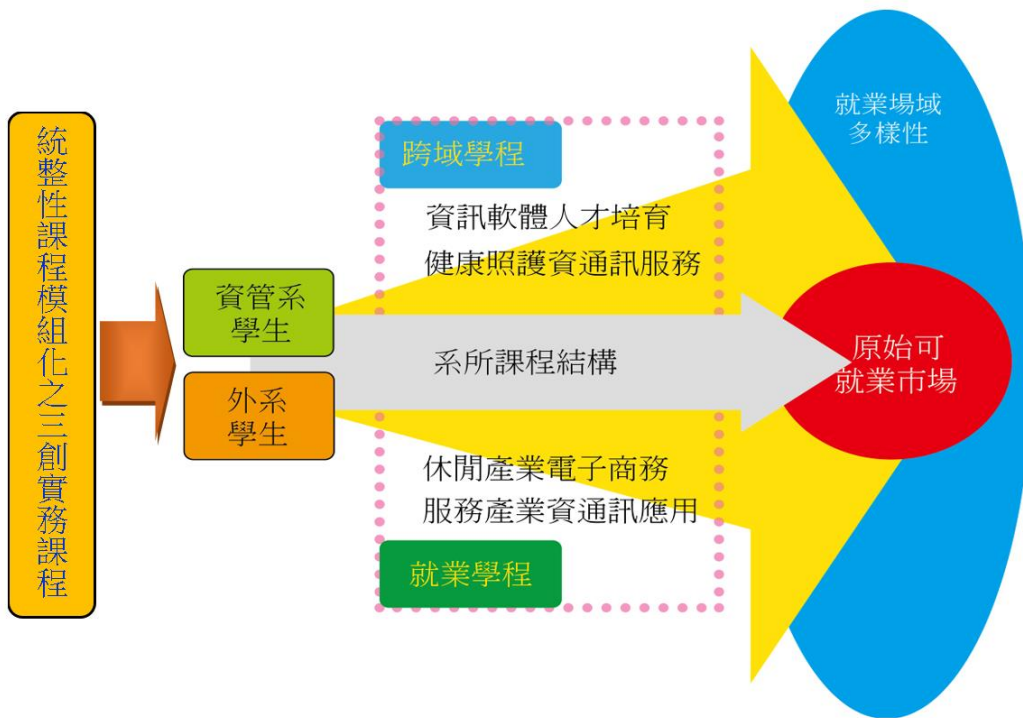 統整性課程模組化之三創實務課程
資管系
學生
外系
學生
跨域學程
資訊軟體人才培育
健康照護資通訊服務
系所課程結構
休閒產業電子商務
服務產業資通訊應用
就業學程
就業場域
多樣性
原始可
就業市場